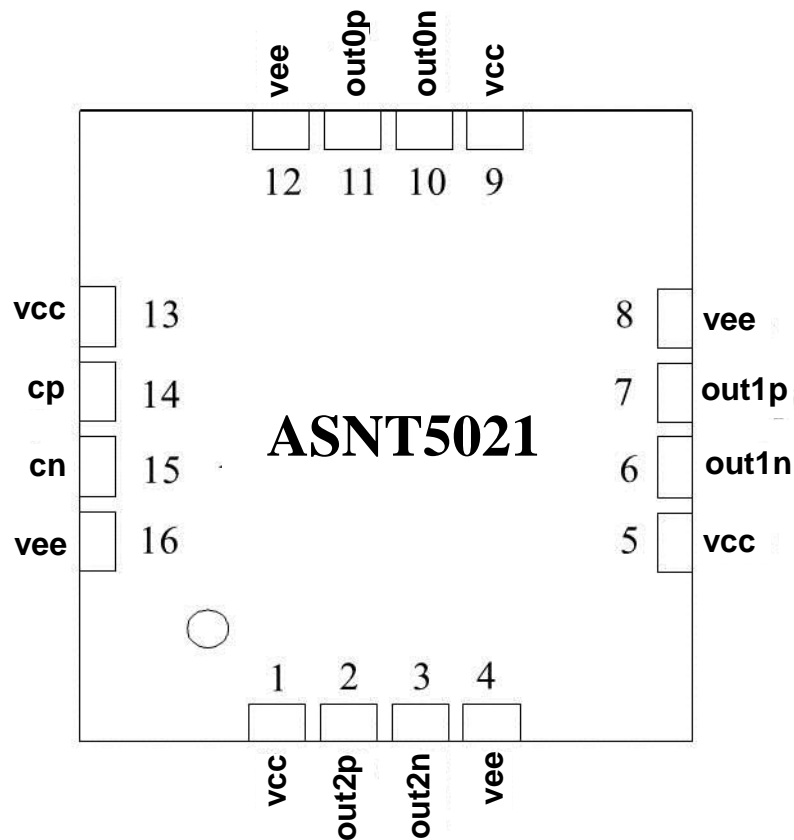 vee out0p out0n vcc
12 11 10 9
vcc 13 8 vee
cp 14 7 out1p
ASNT5021
cn 15 6 out1n
vee 16 5 vcc
1 2 3 4
vcc out2p out2n vee